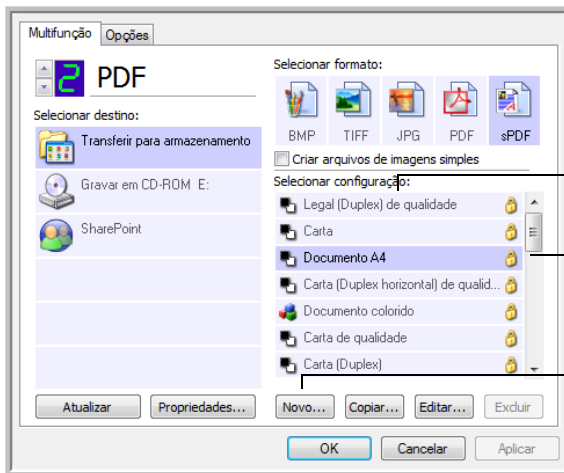 Multifunção
Opções
2 PDF
Selecionar destino:
Transferir para armazenamento
Gravar em CD-ROM E:
SharePoint
Atualizar
Propriedades...
Selecionar formato:
BMP TIFF JPG PDF sPDF
Criar arquivos de imagens simples
Selecionar configuração:
Legal (Duplex) de qualidade
Carta
Documento A4
Carta (Duplex horizontal) de qualid...
Documento colorido
Carta de qualidade
Carta (Duplex)
Novo...
Copiar...
Editar...
Excluir
OK
Cancelar
Aplicar